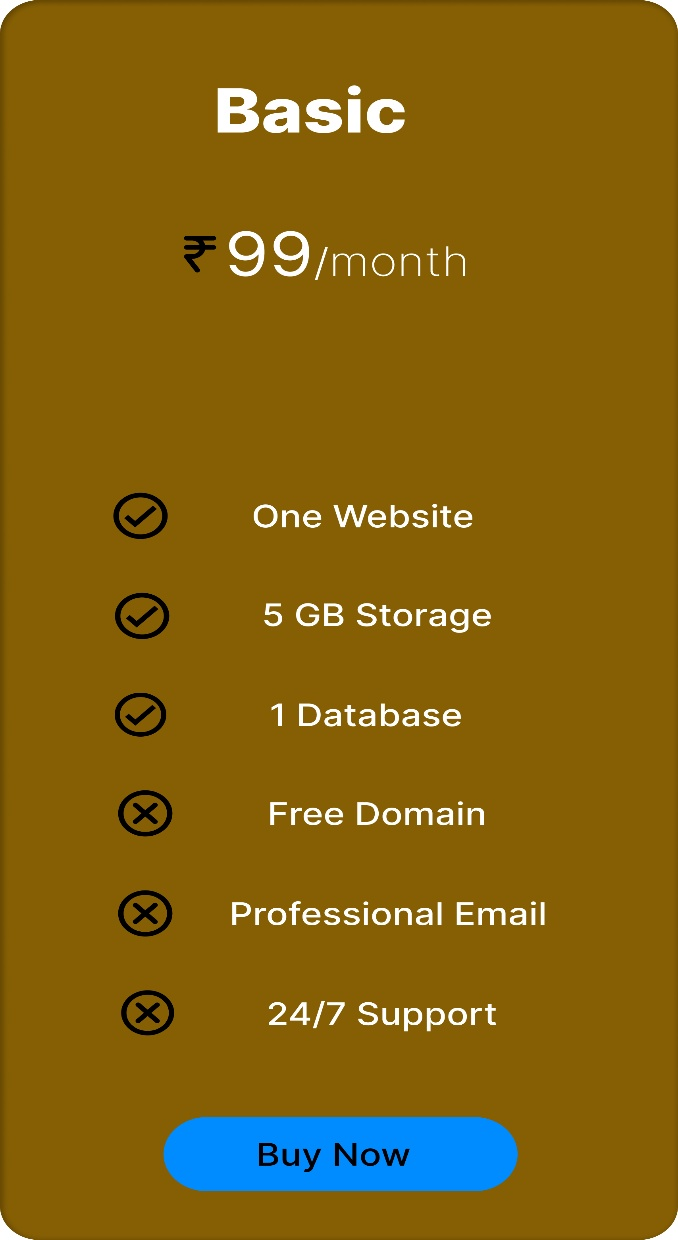 Basic
₹ 99/month
One Website
5 GB Storage
1 Database
Free Domain
Professional Email
24/7 Support
Buy Now